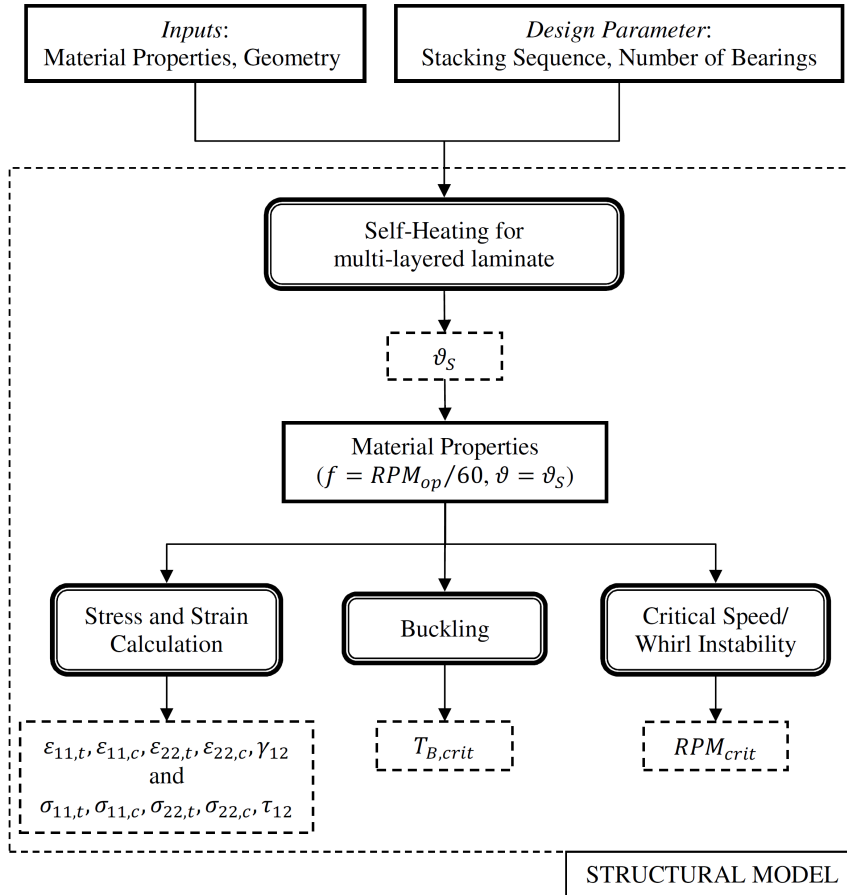 Inputs:
Material Properties, Geometry
Design Parameter:
Stacking Sequence, Number of Bearings
Self-Heating for
multi-layered laminate
𝜗_S
Material Properties
(f = RPM_op/60, 𝜗 = 𝜗_S)
Stress and Strain
Calculation
Buckling
Critical Speed/
Whirl Instability
ε_11,t, ε_11,c, ε_22,t, ε_22,c, γ_12
and
σ_11,t, σ_11,c, σ_22,t, σ_22,c, τ_12
T_B,crit
RPM_crit
STRUCTURAL MODEL